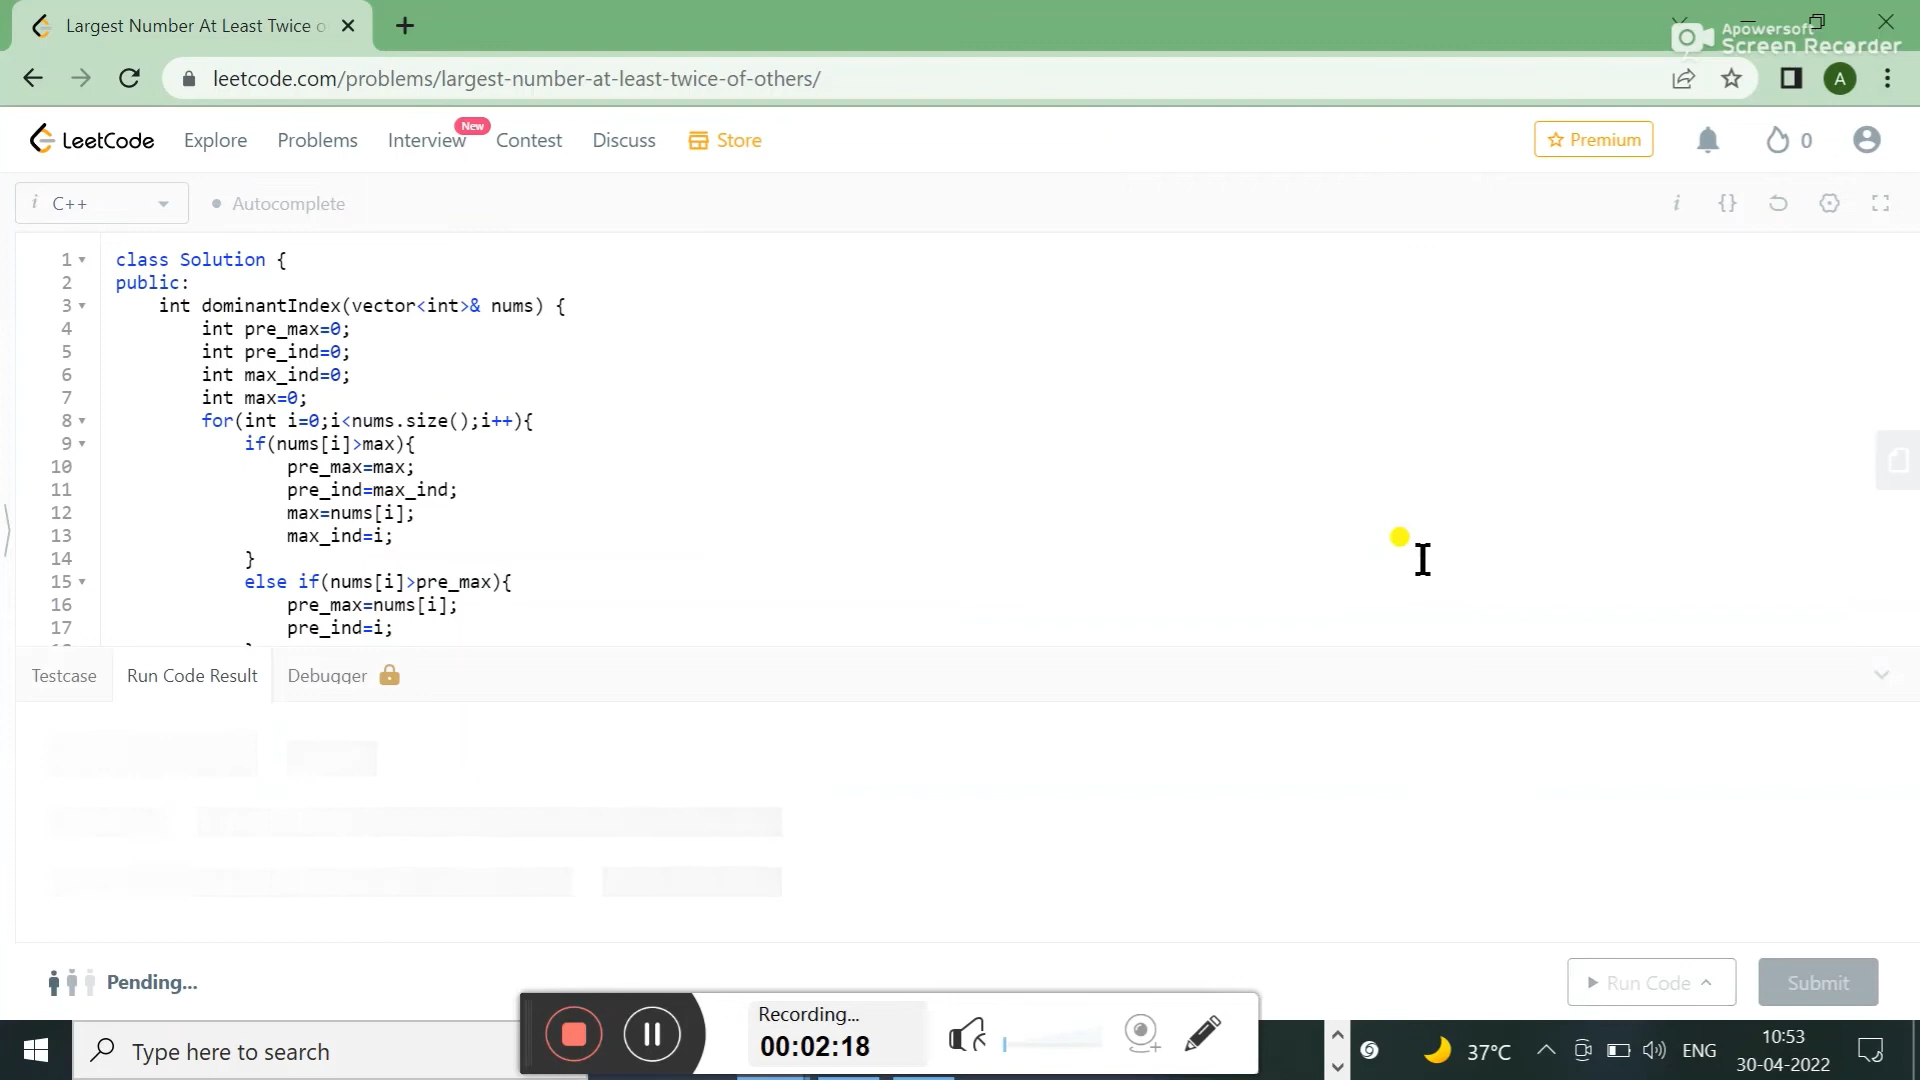 Largest Number At Least Twice o
Apowersoft
Screen Recorder
leetcode.com/problems/largest-number-at-least-twice-of-others/
A
LeetCode
Explore
Problems
Interview
New
Contest
Discuss
Store
Premium
0
i C++
Autocomplete
i {}
1 class Solution {
2 public:
3 int dominantIndex(vector<int>& nums) {
4 int pre_max=0;
5 int pre_ind=0;
6 int max_ind=0;
7 int max=0;
8 for(int i=0;i<nums.size();i++){
9 if(nums[i]>max){
10 pre_max=max;
11 pre_ind=max_ind;
12 max=nums[i];
13 max_ind=i;
14 }
15 else if(nums[i]>pre_max){
16 pre_max=nums[i];
17 pre_ind=i;
Testcase
Run Code Result
Debugger
Pending...
Run Code
Submit
Recording...
00:02:18
Type here to search
37°C
ENG
10:53
30-04-2022